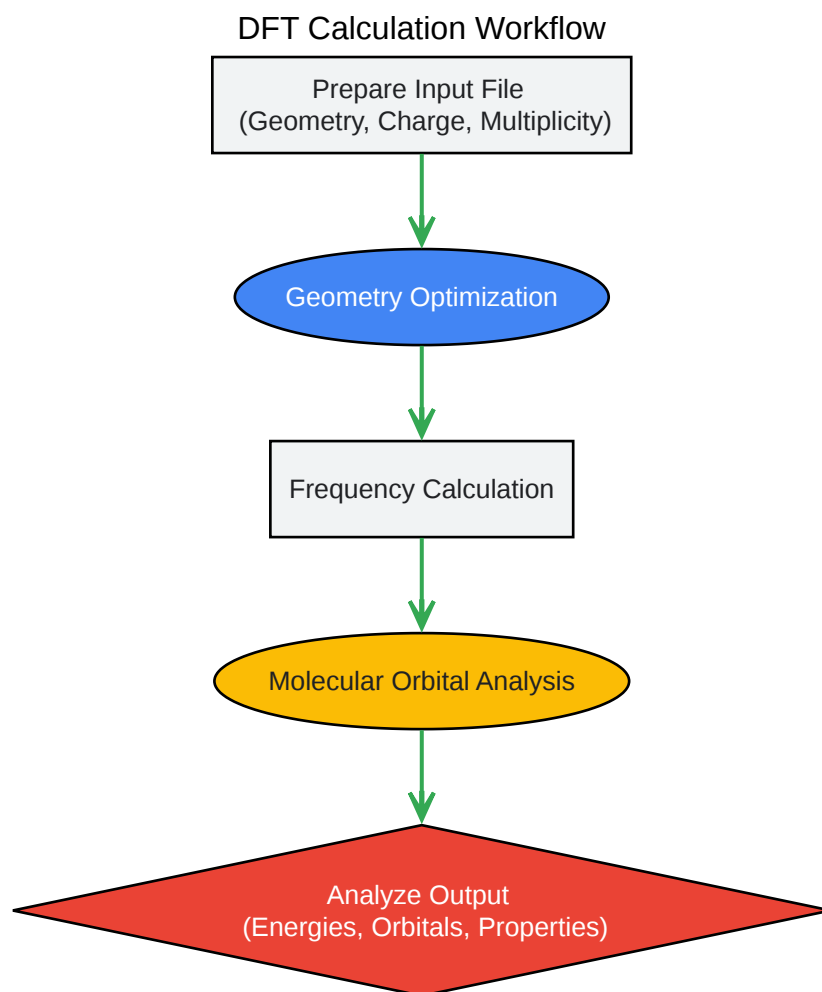 DFT Calculation Workflow
Prepare Input File
(Geometry, Charge, Multiplicity)
Geometry Optimization
Frequency Calculation
Molecular Orbital Analysis
Analyze Output
(Energies, Orbitals, Properties)